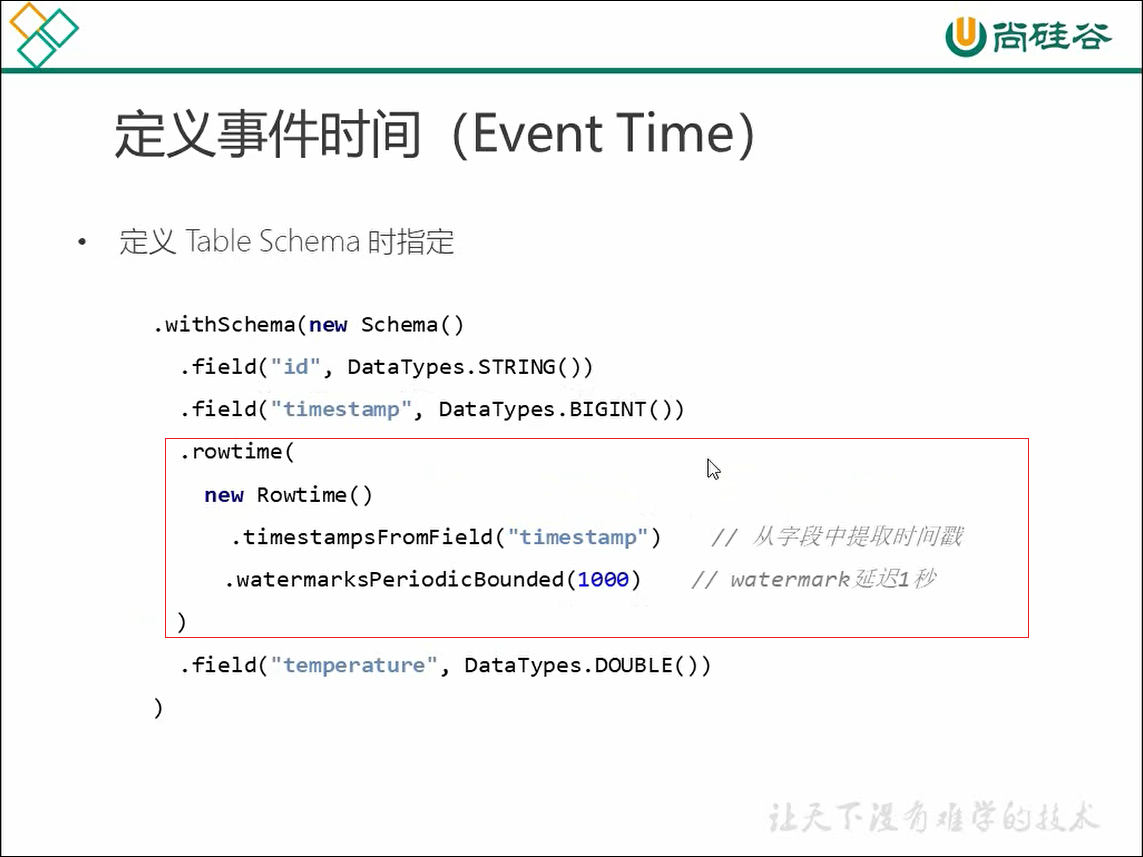 尚硅谷
定义事件时间（Event Time）
• 定义 Table Schema 时指定
.withSchema(new Schema()
.field("id", DataTypes.STRING())
.field("timestamp", DataTypes.BIGINT())
.rowtime(
new Rowtime()
.timestampsFromField("timestamp") // 从字段中提取时间戳
.watermarksPeriodicBounded(1000) // watermark延迟1秒
)
.field("temperature", DataTypes.DOUBLE())
)
让天下没有难学的技术